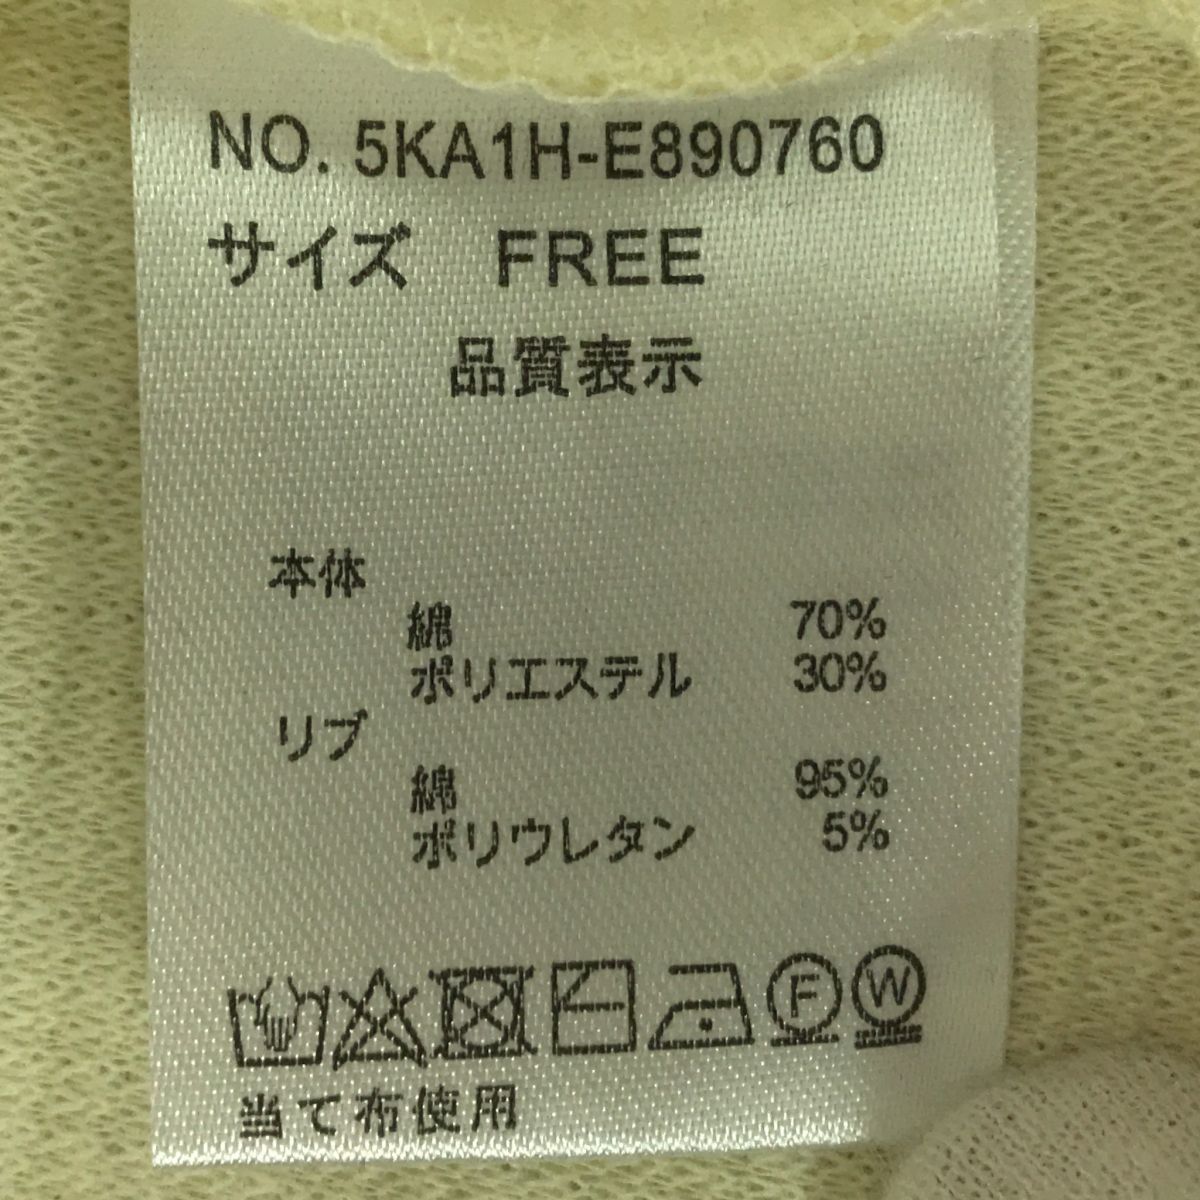 NO. 5KA1H-E890760
サイズ FREE
品質表示
本体
綿 70%
ポリエステル 30%
リブ
綿 95%
ポリウレタン 5%
F W
当て布使用